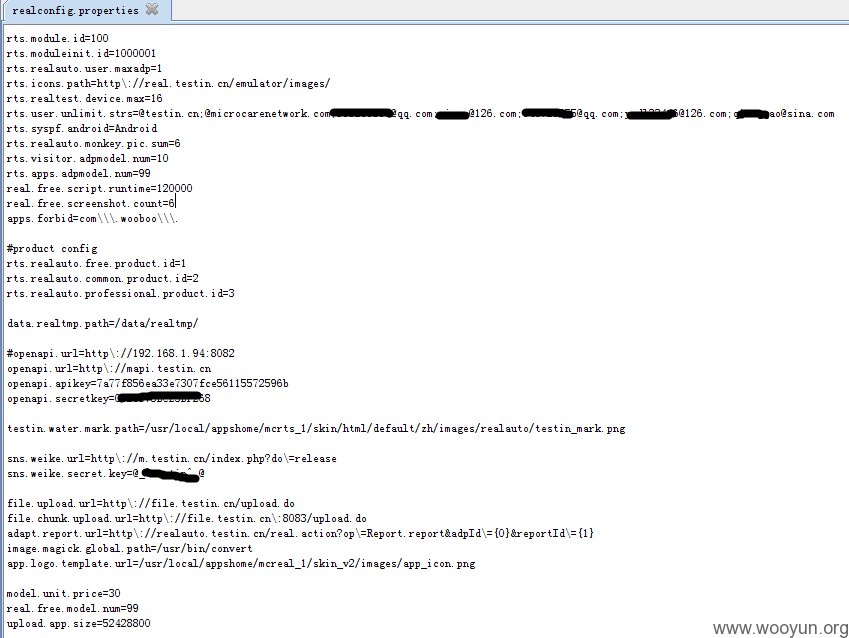 realconfig.properties
rts.module.id=100
rts.moduleinit.id=1000001
rts.realauto.user.maxadp=1
rts.icons.path=http\://real.testin.cn/emulator/images/
rts.realtest.device.max=16
rts.user.unlimit.strs=@testin.cn;@microcarenetwork.com @qq.com; @126.com; 5@qq.com; 6@126.com; ao@sina.com
rts.syspf.android=Android
rts.realauto.monkey.pic.sum=6
rts.visitor.adpmodel.num=10
rts.apps.adpmodel.num=99
real.free.script.runtime=120000
real.free.screenshot.count=6
apps.forbid=com\\\.wooboo\\\.
#product config
rts.realauto.free.product.id=1
rts.realauto.common.product.id=2
rts.realauto.professional.product.id=3
data.realtmp.path=/data/realtmp/
#openapi.url=http\://192.168.1.94:8082
openapi.url=http\://mapi.testin.cn
openapi.apikey=7a77f856ea33e7307fce56115572596b
openapi.secretkey=
testin.water.mark.path=/usr/local/appshome/mcrts_1/skin/html/default/zh/images/realauto/testin_mark.png
sns.weike.url=http\://m.testin.cn/index.php?do\=release
sns.weike.secret.key=@ @
file.upload.url=http\://file.testin.cn/upload.do
file.chunk.upload.url=http\://file.testin.cn\:8083/upload.do
adapt.report.url=http\://realauto.testin.cn/real.action?op\=Report.report&adpId\={0}&reportId\={1}
image.magick.global.path=/usr/bin/convert
app.logo.template.url=/usr/local/appshome/mcreal_1/skin_v2/images/app_icon.png
model.unit.price=30
real.free.model.num=99
upload.app.size=52428800
www.wooyun.org